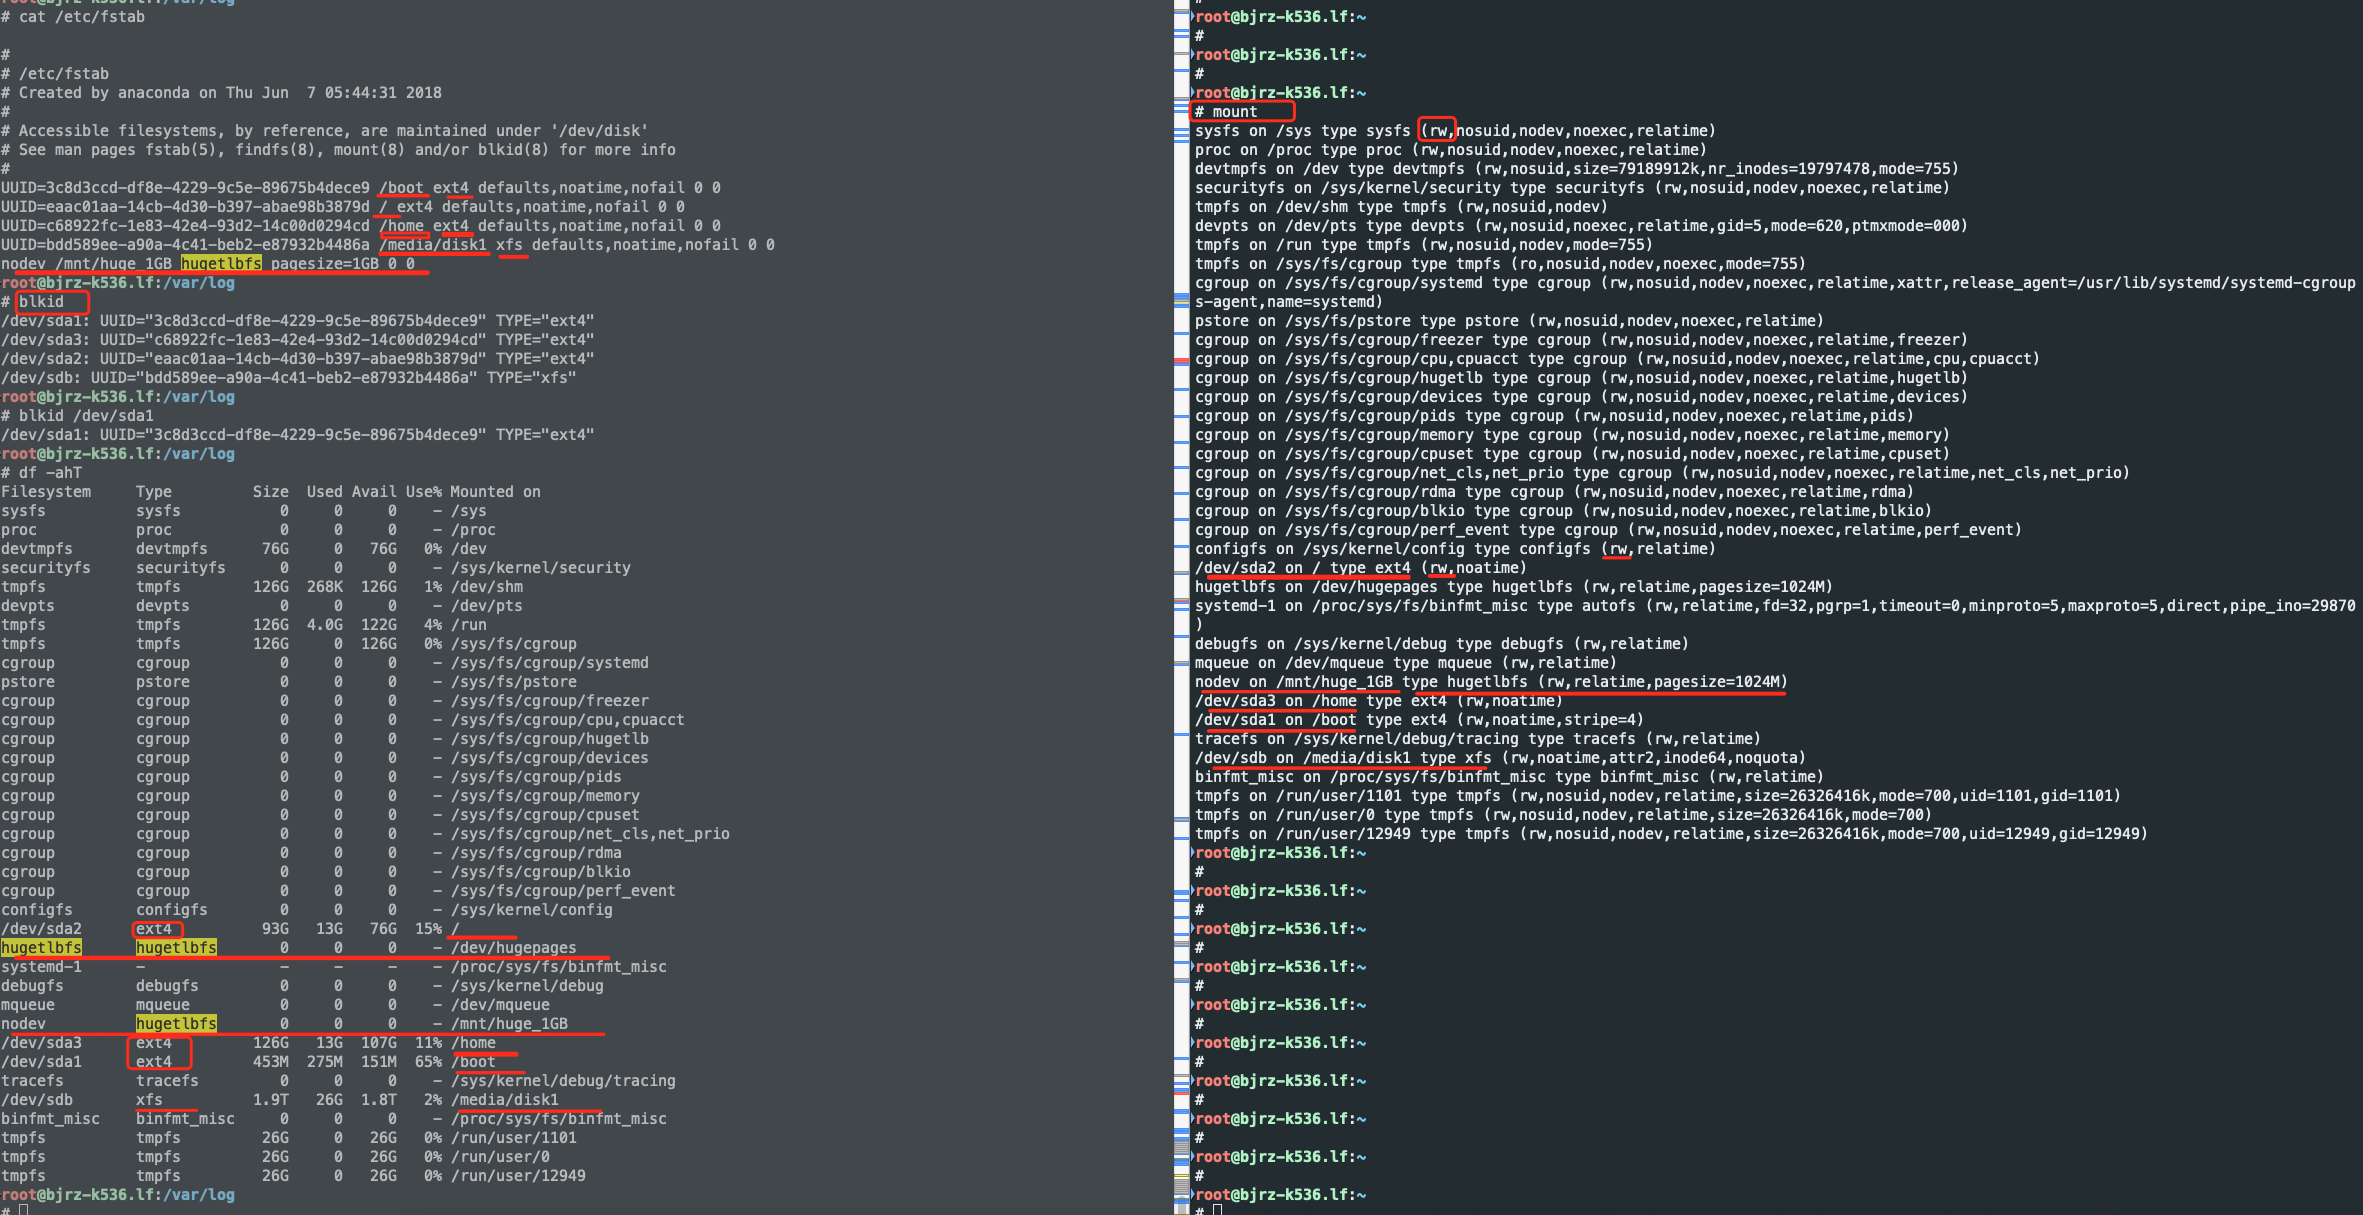 root@bjrz-k536.lf:/var/log
# cat /etc/fstab
#
# /etc/fstab
# Created by anaconda on Thu Jun  7 05:44:31 2018
#
# Accessible filesystems, by reference, are maintained under '/dev/disk'
# See man pages fstab(5), findfs(8), mount(8) and/or blkid(8) for more info
#
UUID=3c8d3ccd-df8e-4229-9c5e-89675b4dece9 /boot ext4 defaults,noatime,nofail 0 0
UUID=eaac01aa-14cb-4d30-b397-abae98b3879d / ext4 defaults,noatime,nofail 0 0
UUID=c68922fc-1e83-42e4-93d2-14c00d0294cd /home ext4 defaults,noatime,nofail 0 0
UUID=bdd589ee-a90a-4c41-beb2-e87932b4486a /media/disk1 xfs defaults,noatime,nofail 0 0
nodev /mnt/huge_1GB hugetlbfs pagesize=1GB 0 0
root@bjrz-k536.lf:/var/log
# blkid
/dev/sda1: UUID="3c8d3ccd-df8e-4229-9c5e-89675b4dece9" TYPE="ext4"
/dev/sda3: UUID="c68922fc-1e83-42e4-93d2-14c00d0294cd" TYPE="ext4"
/dev/sda2: UUID="eaac01aa-14cb-4d30-b397-abae98b3879d" TYPE="ext4"
/dev/sdb: UUID="bdd589ee-a90a-4c41-beb2-e87932b4486a" TYPE="xfs"
root@bjrz-k536.lf:/var/log
# blkid /dev/sda1
/dev/sda1: UUID="3c8d3ccd-df8e-4229-9c5e-89675b4dece9" TYPE="ext4"
root@bjrz-k536.lf:/var/log
# df -ahT
Filesystem     Type         Size  Used Avail Use% Mounted on
sysfs          sysfs           0     0     0    - /sys
proc           proc            0     0     0    - /proc
devtmpfs       devtmpfs      76G     0   76G   0% /dev
securityfs     securityfs      0     0     0    - /sys/kernel/security
tmpfs          tmpfs        126G  268K  126G   1% /dev/shm
devpts         devpts          0     0     0    - /dev/pts
tmpfs          tmpfs        126G  4.0G  122G   4% /run
tmpfs          tmpfs        126G     0  126G   0% /sys/fs/cgroup
cgroup         cgroup          0     0     0    - /sys/fs/cgroup/systemd
pstore         pstore          0     0     0    - /sys/fs/pstore
cgroup         cgroup          0     0     0    - /sys/fs/cgroup/freezer
cgroup         cgroup          0     0     0    - /sys/fs/cgroup/cpu,cpuacct
cgroup         cgroup          0     0     0    - /sys/fs/cgroup/hugetlb
cgroup         cgroup          0     0     0    - /sys/fs/cgroup/devices
cgroup         cgroup          0     0     0    - /sys/fs/cgroup/pids
cgroup         cgroup          0     0     0    - /sys/fs/cgroup/memory
cgroup         cgroup          0     0     0    - /sys/fs/cgroup/cpuset
cgroup         cgroup          0     0     0    - /sys/fs/cgroup/net_cls,net_prio
cgroup         cgroup          0     0     0    - /sys/fs/cgroup/rdma
cgroup         cgroup          0     0     0    - /sys/fs/cgroup/blkio
cgroup         cgroup          0     0     0    - /sys/fs/cgroup/perf_event
configfs       configfs        0     0     0    - /sys/kernel/config
/dev/sda2      ext4          93G   13G   76G  15% /
hugetlbfs      hugetlbfs       0     0     0    - /dev/hugepages
systemd-1      -               -     -     -    - /proc/sys/fs/binfmt_misc
debugfs        debugfs         0     0     0    - /sys/kernel/debug
mqueue         mqueue          0     0     0    - /dev/mqueue
nodev          hugetlbfs       0     0     0    - /mnt/huge_1GB
/dev/sda3      ext4         126G   13G  107G  11% /home
/dev/sda1      ext4         453M  275M  151M  65% /boot
tracefs        tracefs         0     0     0    - /sys/kernel/debug/tracing
/dev/sdb       xfs          1.9T   26G  1.8T   2% /media/disk1
binfmt_misc    binfmt_misc     0     0     0    - /proc/sys/fs/binfmt_misc
tmpfs          tmpfs         26G     0   26G   0% /run/user/1101
tmpfs          tmpfs         26G     0   26G   0% /run/user/0
tmpfs          tmpfs         26G     0   26G   0% /run/user/12949
root@bjrz-k536.lf:/var/log
#
#
root@bjrz-k536.lf:~
#
root@bjrz-k536.lf:~
#
root@bjrz-k536.lf:~
# mount
sysfs on /sys type sysfs (rw,nosuid,nodev,noexec,relatime)
proc on /proc type proc (rw,nosuid,nodev,noexec,relatime)
devtmpfs on /dev type devtmpfs (rw,nosuid,size=79189912k,nr_inodes=19797478,mode=755)
securityfs on /sys/kernel/security type securityfs (rw,nosuid,nodev,noexec,relatime)
tmpfs on /dev/shm type tmpfs (rw,nosuid,nodev)
devpts on /dev/pts type devpts (rw,nosuid,noexec,relatime,gid=5,mode=620,ptmxmode=000)
tmpfs on /run type tmpfs (rw,nosuid,nodev,mode=755)
tmpfs on /sys/fs/cgroup type tmpfs (ro,nosuid,nodev,noexec,mode=755)
cgroup on /sys/fs/cgroup/systemd type cgroup (rw,nosuid,nodev,noexec,relatime,xattr,release_agent=/usr/lib/systemd/systemd-cgroup
s-agent,name=systemd)
pstore on /sys/fs/pstore type pstore (rw,nosuid,nodev,noexec,relatime)
cgroup on /sys/fs/cgroup/freezer type cgroup (rw,nosuid,nodev,noexec,relatime,freezer)
cgroup on /sys/fs/cgroup/cpu,cpuacct type cgroup (rw,nosuid,nodev,noexec,relatime,cpu,cpuacct)
cgroup on /sys/fs/cgroup/hugetlb type cgroup (rw,nosuid,nodev,noexec,relatime,hugetlb)
cgroup on /sys/fs/cgroup/devices type cgroup (rw,nosuid,nodev,noexec,relatime,devices)
cgroup on /sys/fs/cgroup/pids type cgroup (rw,nosuid,nodev,noexec,relatime,pids)
cgroup on /sys/fs/cgroup/memory type cgroup (rw,nosuid,nodev,noexec,relatime,memory)
cgroup on /sys/fs/cgroup/cpuset type cgroup (rw,nosuid,nodev,noexec,relatime,cpuset)
cgroup on /sys/fs/cgroup/net_cls,net_prio type cgroup (rw,nosuid,nodev,noexec,relatime,net_cls,net_prio)
cgroup on /sys/fs/cgroup/rdma type cgroup (rw,nosuid,nodev,noexec,relatime,rdma)
cgroup on /sys/fs/cgroup/blkio type cgroup (rw,nosuid,nodev,noexec,relatime,blkio)
cgroup on /sys/fs/cgroup/perf_event type cgroup (rw,nosuid,nodev,noexec,relatime,perf_event)
configfs on /sys/kernel/config type configfs (rw,relatime)
/dev/sda2 on / type ext4 (rw,noatime)
hugetlbfs on /dev/hugepages type hugetlbfs (rw,relatime,pagesize=1024M)
systemd-1 on /proc/sys/fs/binfmt_misc type autofs (rw,relatime,fd=32,pgrp=1,timeout=0,minproto=5,maxproto=5,direct,pipe_ino=29870
)
debugfs on /sys/kernel/debug type debugfs (rw,relatime)
mqueue on /dev/mqueue type mqueue (rw,relatime)
nodev on /mnt/huge_1GB type hugetlbfs (rw,relatime,pagesize=1024M)
/dev/sda3 on /home type ext4 (rw,noatime)
/dev/sda1 on /boot type ext4 (rw,noatime,stripe=4)
tracefs on /sys/kernel/debug/tracing type tracefs (rw,relatime)
/dev/sdb on /media/disk1 type xfs (rw,noatime,attr2,inode64,noquota)
binfmt_misc on /proc/sys/fs/binfmt_misc type binfmt_misc (rw,relatime)
tmpfs on /run/user/1101 type tmpfs (rw,nosuid,nodev,relatime,size=26326416k,mode=700,uid=1101,gid=1101)
tmpfs on /run/user/0 type tmpfs (rw,nosuid,nodev,relatime,size=26326416k,mode=700)
tmpfs on /run/user/12949 type tmpfs (rw,nosuid,nodev,relatime,size=26326416k,mode=700,uid=12949,gid=12949)
root@bjrz-k536.lf:~
#
root@bjrz-k536.lf:~
#
root@bjrz-k536.lf:~
#
root@bjrz-k536.lf:~
#
root@bjrz-k536.lf:~
#
root@bjrz-k536.lf:~
#
root@bjrz-k536.lf:~
#
root@bjrz-k536.lf:~
#
root@bjrz-k536.lf:~
#
root@bjrz-k536.lf:~
#